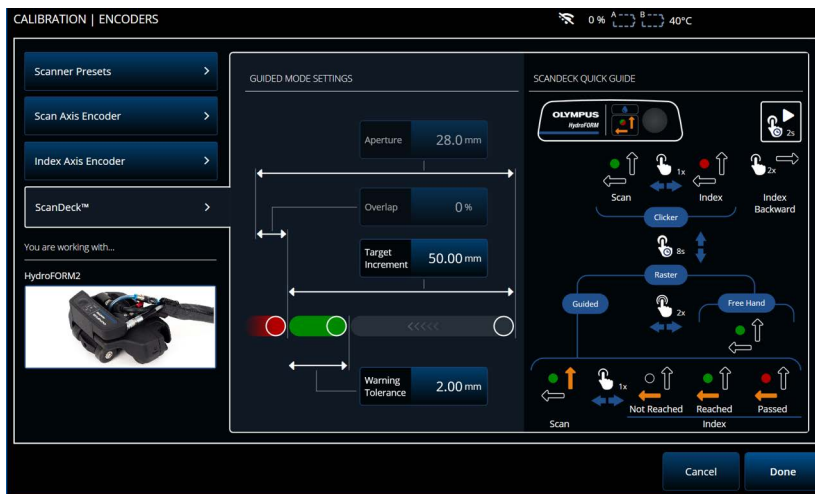 CALIBRATION | ENCODERS
0 % A B 40°C
Scanner Presets
Scan Axis Encoder
Index Axis Encoder
ScanDeck™
You are working with...
HydroFORM2
GUIDED MODE SETTINGS
Aperture 28.0 mm
Overlap 0 %
Target
Increment 50.00 mm
<<<<<
Warning
Tolerance 2.00 mm
SCANDECK QUICK GUIDE
OLYMPUS
HydroFORM
2s
1x
2x
Scan
Index
Index
Backward
Clicker
8s
Raster
Guided
2x
Free Hand
1x
Not Reached
Reached
Passed
Scan
Index
Cancel
Done